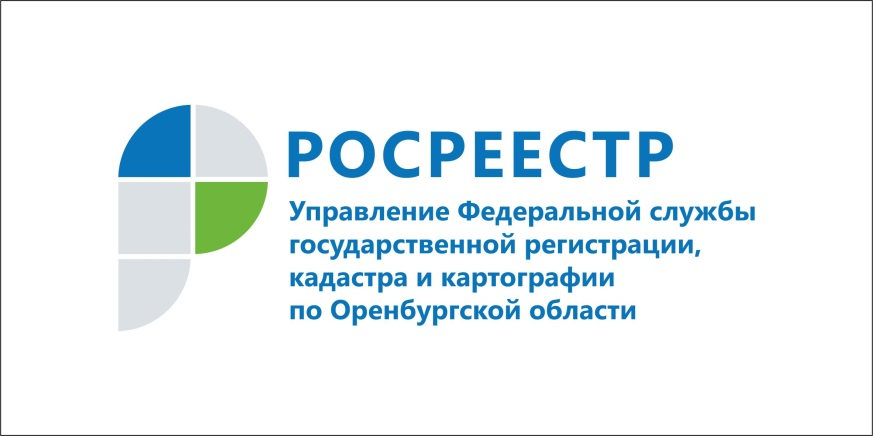 РОСРЕЕСТР
Управление Федеральной службы
государственной регистрации,
кадастра и картографии
по Оренбургской области